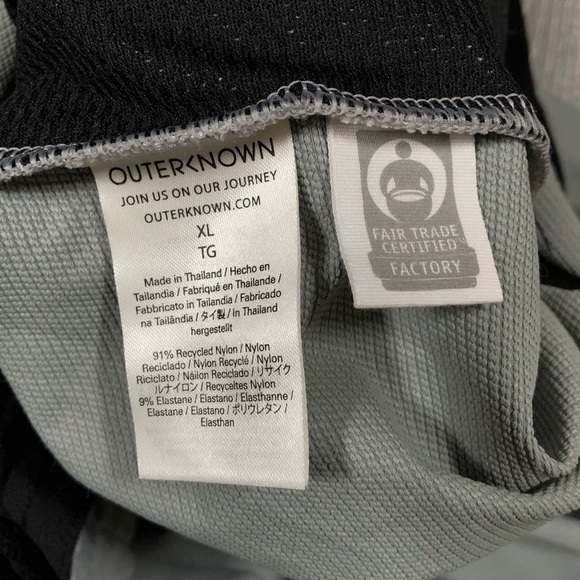 OUTERKNOWN
JOIN US ON OUR JOURNEY
OUTERKNOWN.COM
XL
TG
Made in Thailand / Hecho en
Tailandia / Fabriqué en Thailande /
Fabbricato in Tailandia / Fabricado
na Tailândia / タイ製 / in Thailand
hergestellt
91% Recycled Nylon / Nylon
Reciclado / Nylon Recyclé / Nylon
Riciclato / Náilon Reciclado / リサイク
ルナイロン / Recyceltes Nylon
9% Elastane / Elastano / Elasthanne /
Elastane / Elastano / ポリウレタン /
Elasthan
FAIR TRADE
CERTIFIED™
FACTORY